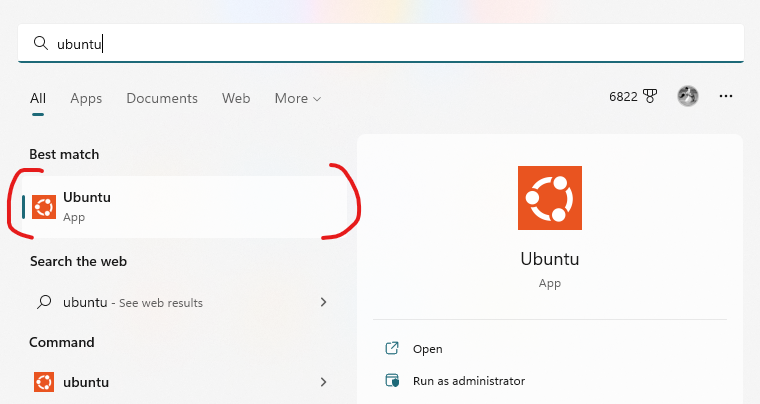 ubuntu
All Apps Documents Web More 6822
Best match
Ubuntu
App
Search the web
ubuntu - See web results
Command
ubuntu
Ubuntu
App
Open
Run as administrator